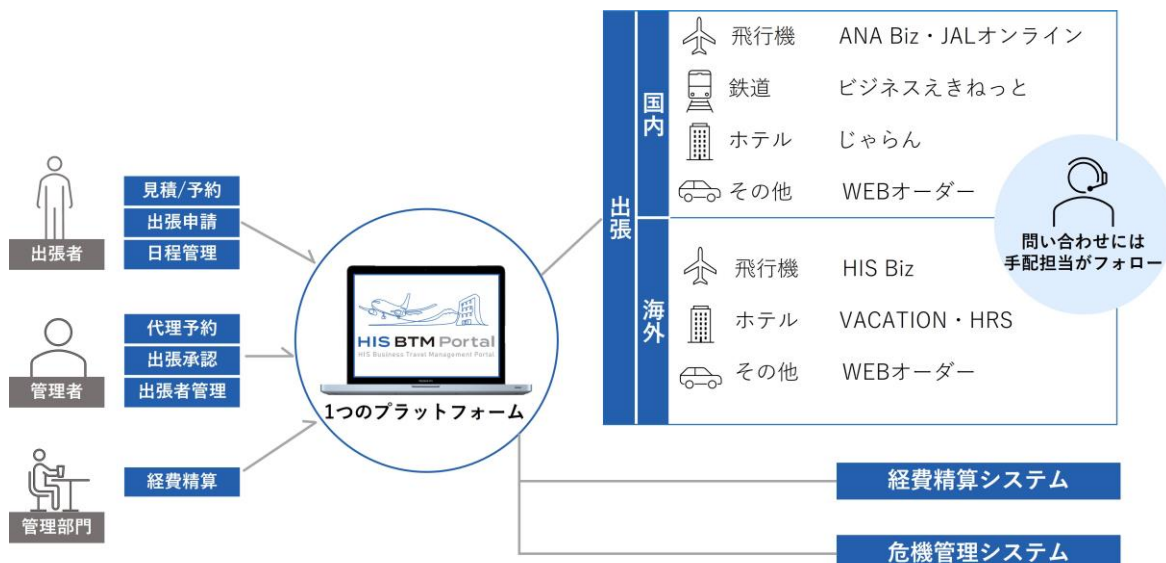 出張者
見積/予約
出張申請
日程管理
管理者
代理予約
出張承認
出張者管理
管理部門
経費精算
HIS BTM Portal
HIS Business Travel Management Portal
1つのプラットフォーム
出張
国内
飛行機 ANA Biz・JALオンライン
鉄道 ビジネスえきねっと
ホテル じゃらん
その他 WEBオーダー
海外
飛行機 HIS Biz
ホテル VACATION・HRS
その他 WEBオーダー
問い合わせには
手配担当がフォロー
経費精算システム
危機管理システム